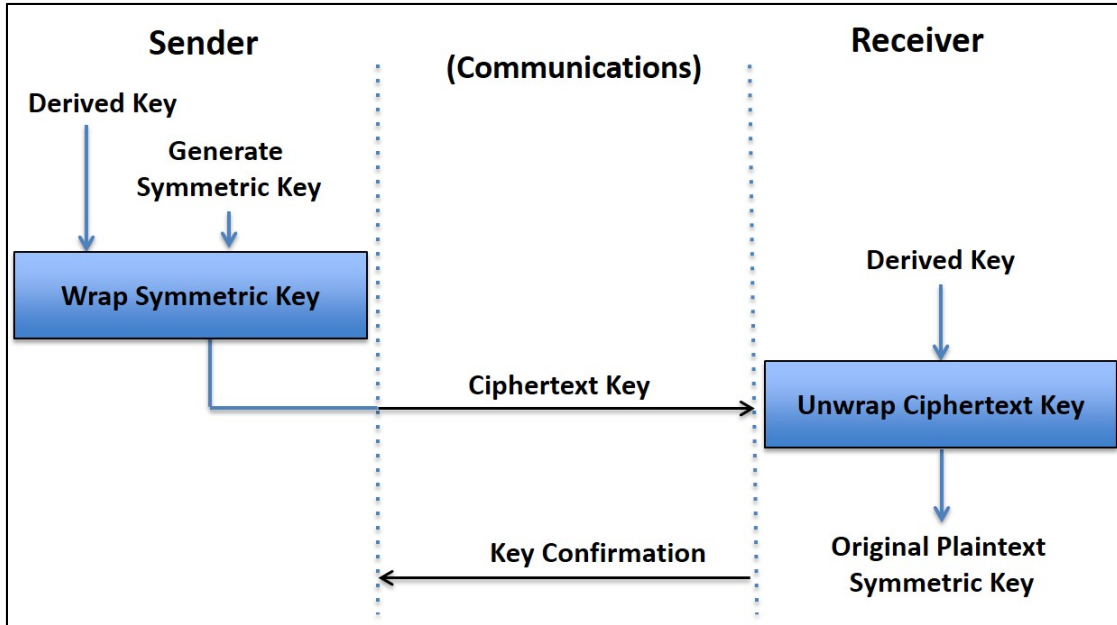 Sender
(Communications)
Receiver
Derived Key
Generate
Symmetric Key
Wrap Symmetric Key
Derived Key
Ciphertext Key
Unwrap Ciphertext Key
Key Confirmation
Original Plaintext
Symmetric Key